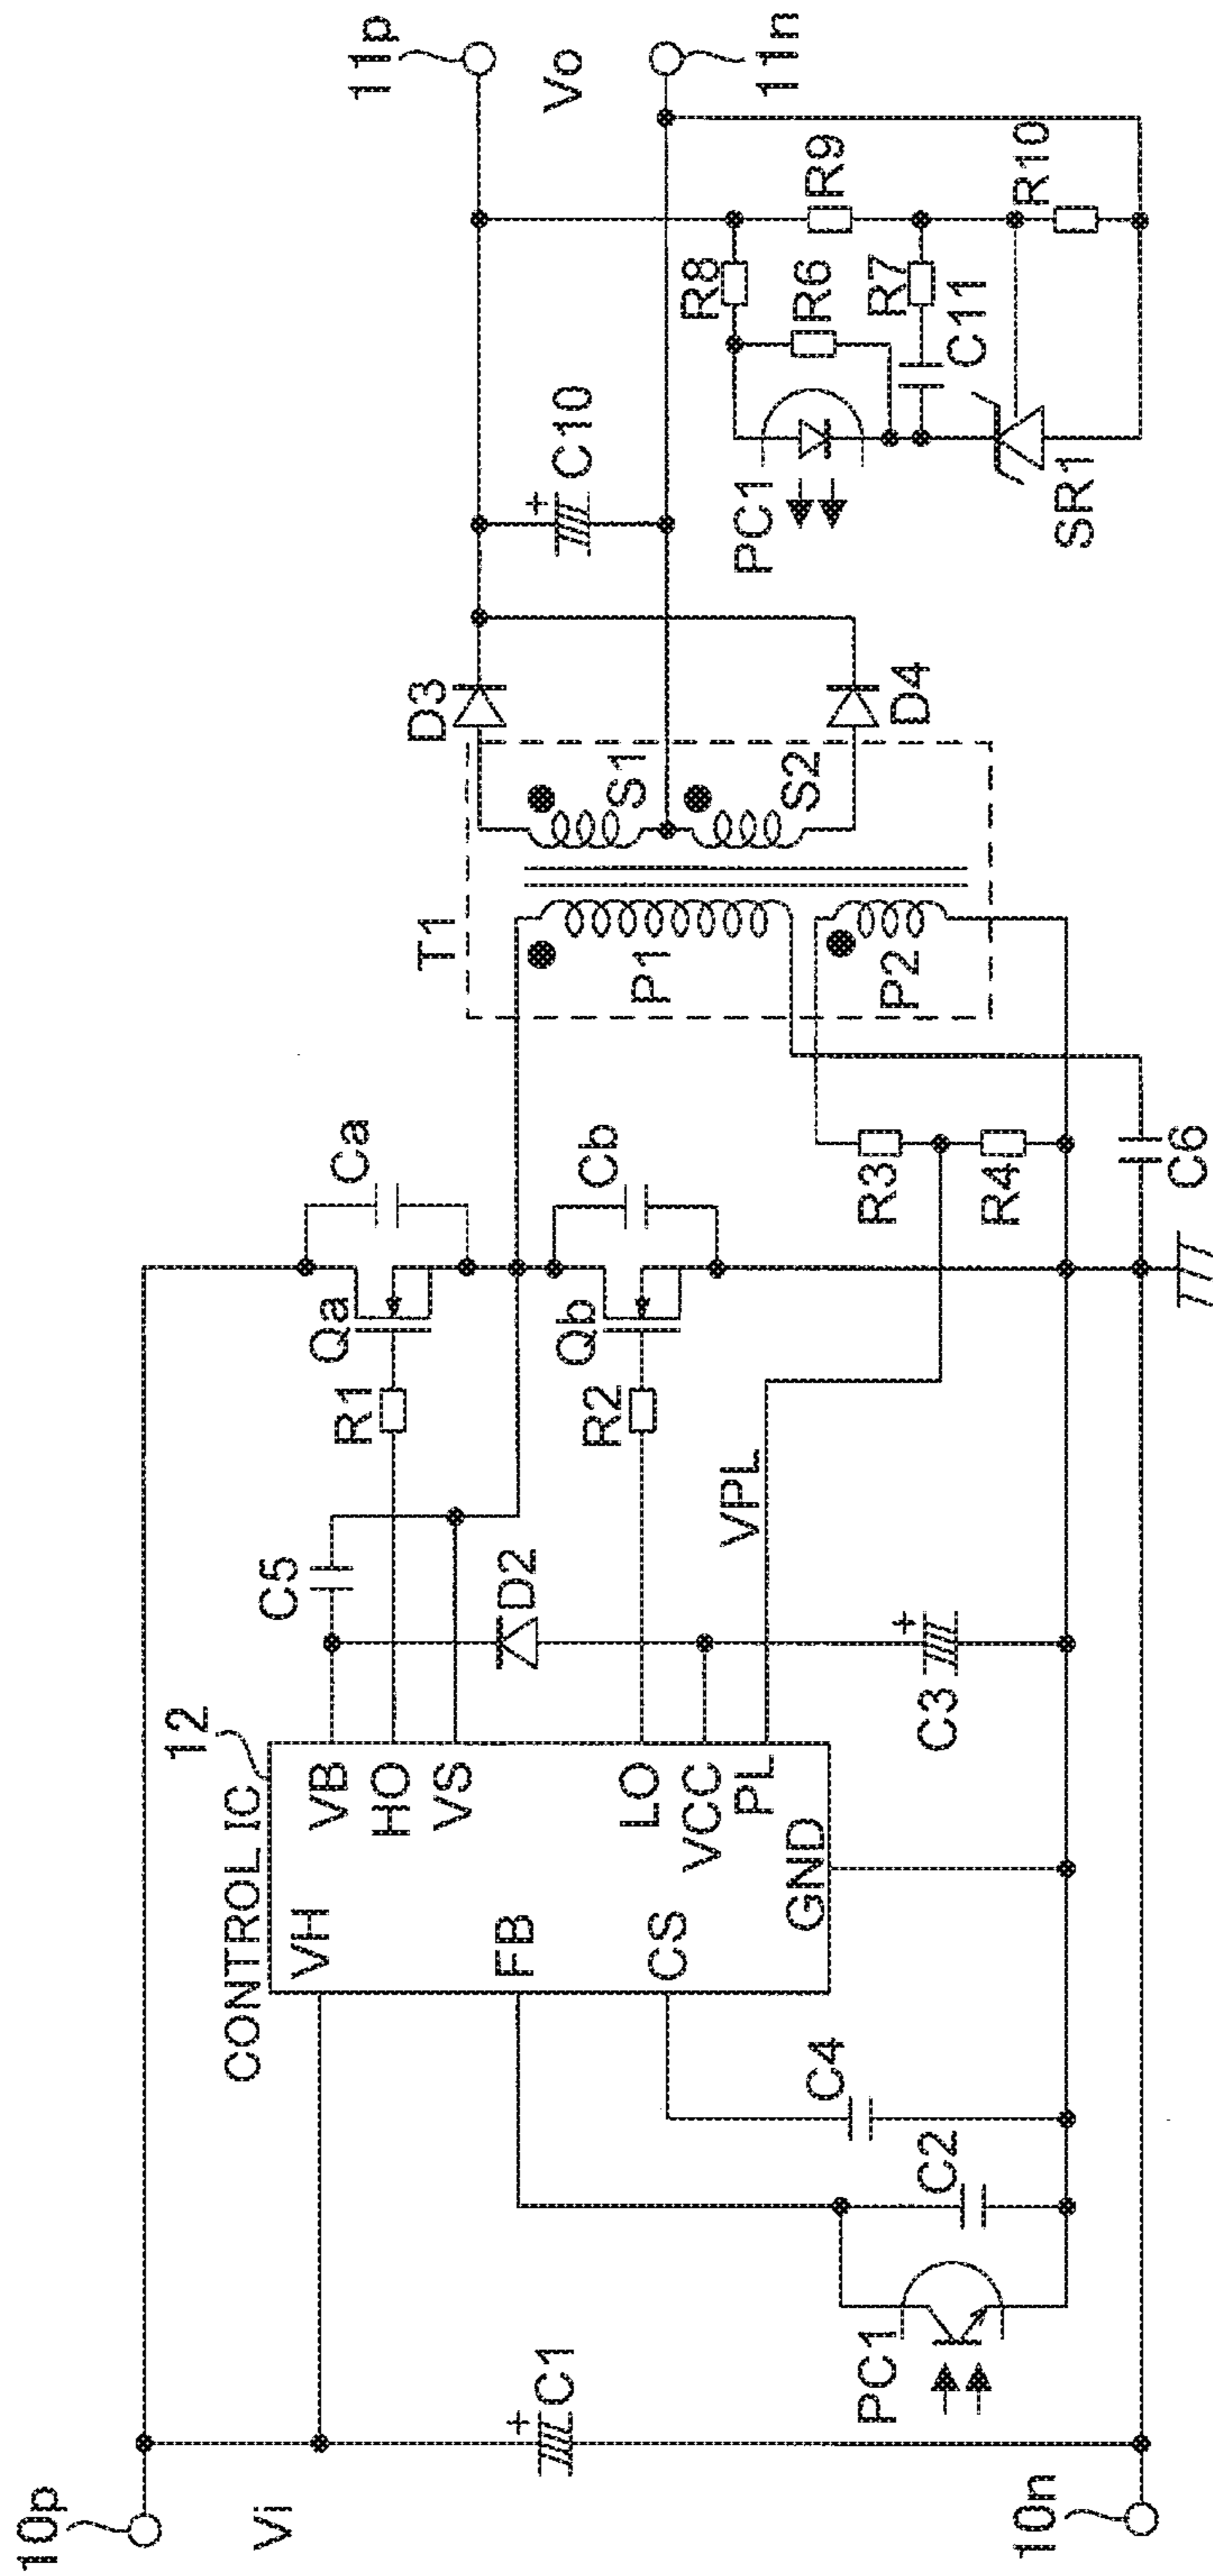 10p
Vi
10n
C1
+
PC1
C2
C4
CONTROL IC
12
VH
FB
CS
GND
VB
HO
VS
LO
VCC
PL
C5
D2
C3
+
VPL
R1
R2
Qa
Qb
Ca
Cb
R3
R4
C6
T1
P1
P2
S1
S2
D3
D4
C10
+
PC1
R8
R6
R7
C11
SR1
R9
R10
11p
Vo
11n